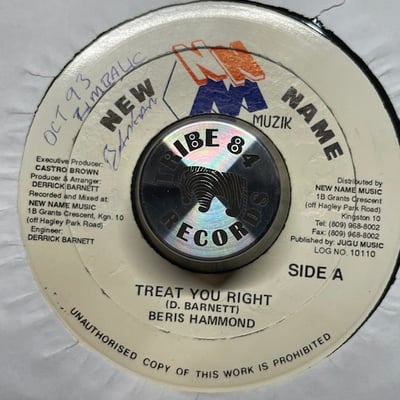 OCT 93
NEW
NN
M
MUZIK
NAME
Executive Producer:
CASTRO BROWN
Producer & Arranger:
DERRICK BARNETT
Recorded and Mixed at:
NEW NAME MUSIC
1B Grants Crescent, Kgn. 10
(off Hagley Park Road)
Engineer:
DERRICK BARNETT
TRIBE 84
RECORDS
Distributed by
NEW NAME MUSIC
1B Grants Crescent
(off Hagley Park Road)
Kingston 10
Tel: (809) 968-8002
Fax: (809) 968-8002
Published by: JUGU MUSIC
LOG NO. 10110
SIDE A
TREAT YOU RIGHT
(D. BARNETT)
BERIS HAMMOND
UNAUTHORISED COPY OF THIS WORK IS PROHIBITED